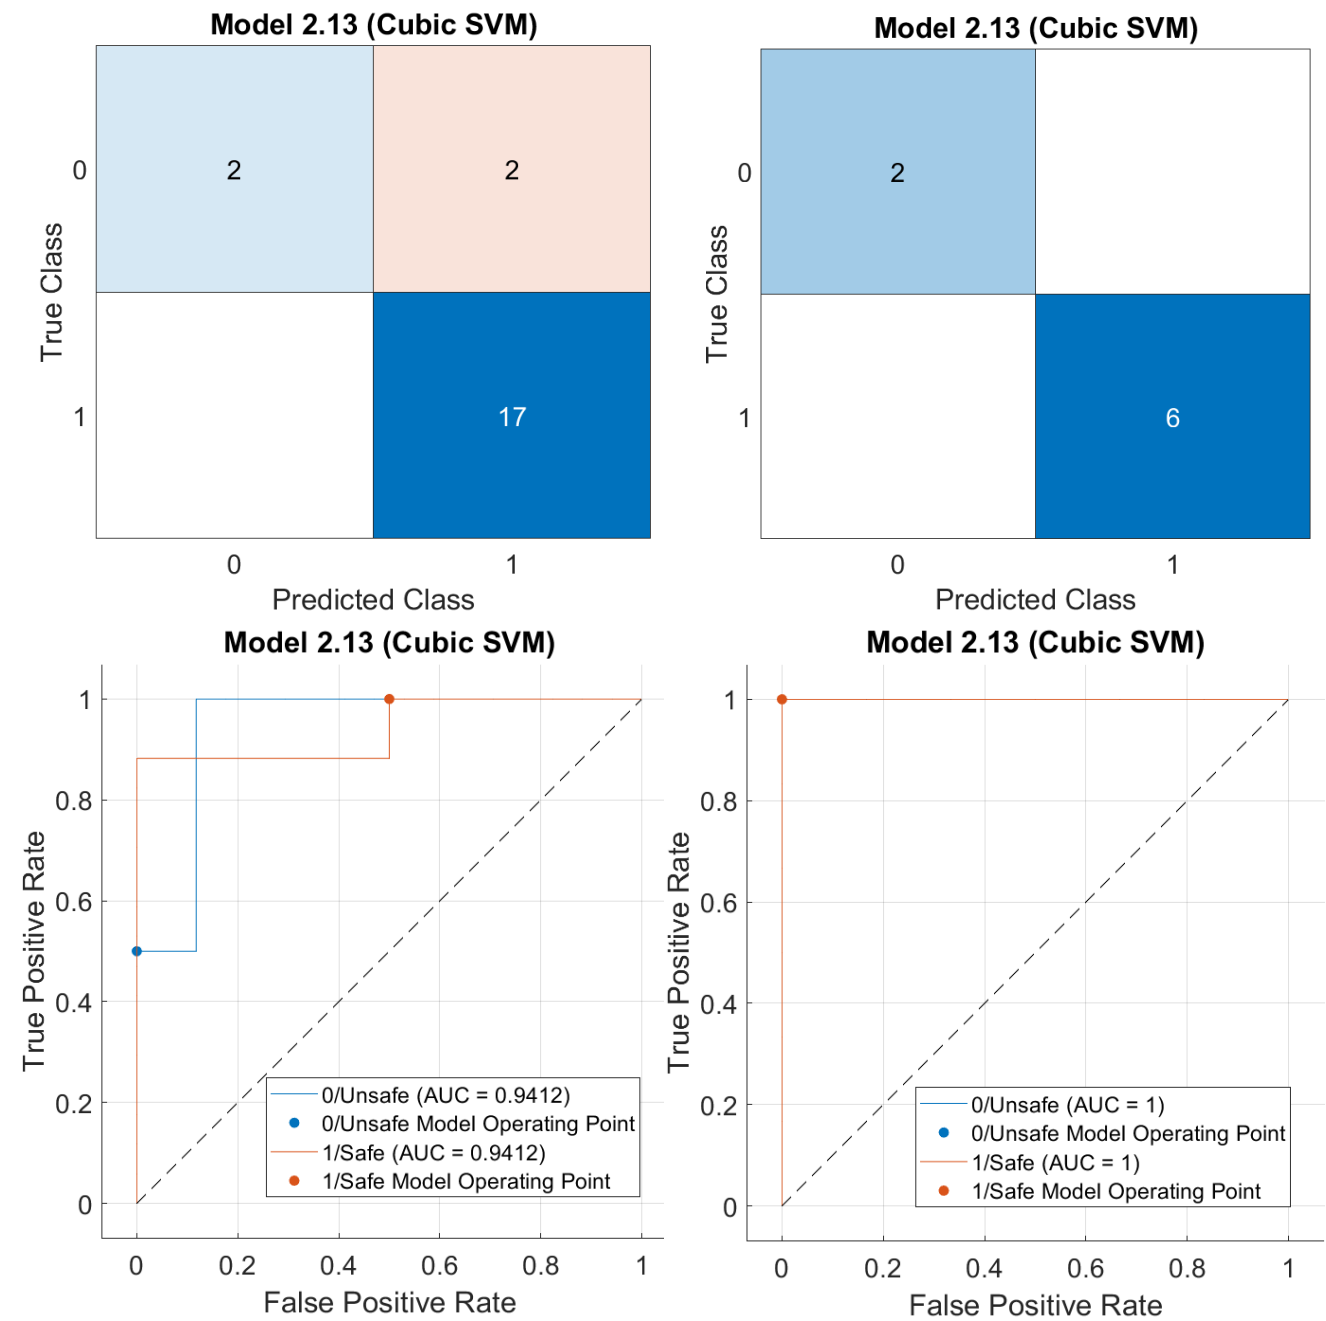 Model 2.13 (Cubic SVM)
True Class
0
2
2
1
17
0
1
Predicted Class
Model 2.13 (Cubic SVM)
True Class
0
2
1
6
0
1
Predicted Class
Model 2.13 (Cubic SVM)
True Positive Rate
1
0.8
0.6
0.4
0.2
0
0/Unsafe (AUC = 0.9412)
0/Unsafe Model Operating Point
1/Safe (AUC = 0.9412)
1/Safe Model Operating Point
0 0.2 0.4 0.6 0.8 1
False Positive Rate
Model 2.13 (Cubic SVM)
True Positive Rate
1
0.8
0.6
0.4
0.2
0
0/Unsafe (AUC = 1)
0/Unsafe Model Operating Point
1/Safe (AUC = 1)
1/Safe Model Operating Point
0 0.2 0.4 0.6 0.8 1
False Positive Rate